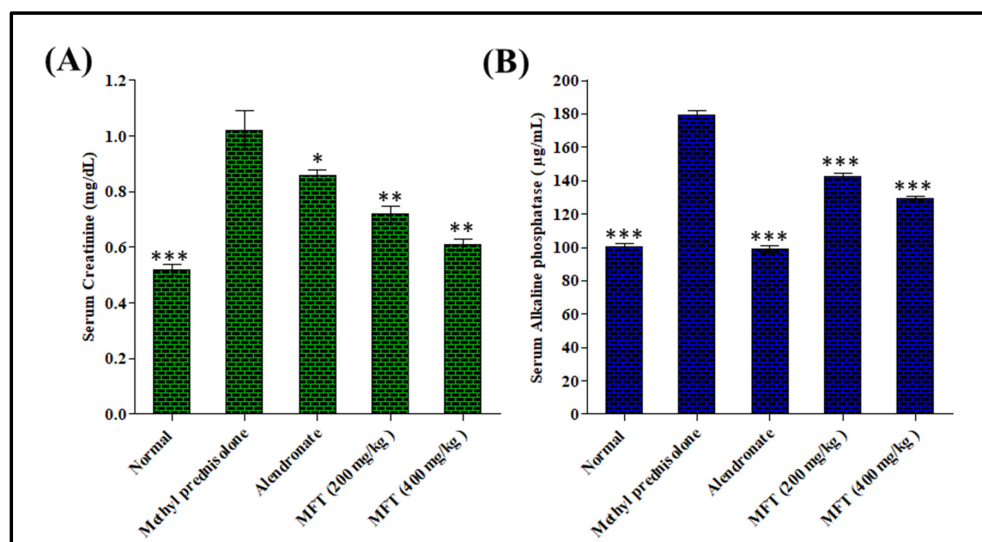 (A)
Serum Creatinine (mg/dL)
1.2
1.0
0.8
0.6
0.4
0.2
0.0
***
*
**
**
Normal
Methyl prednisolone
Alendronate
MFT (200 mg/kg )
MFT (400 mg/kg )
(B)
Serum Alkaline phosphatase ( µg/mL)
200
180
160
140
120
100
80
60
40
20
0
***
***
***
***
Normal
Methyl prednisolone
Alendronate
MFT (200 mg/kg )
MFT (400 mg/kg )